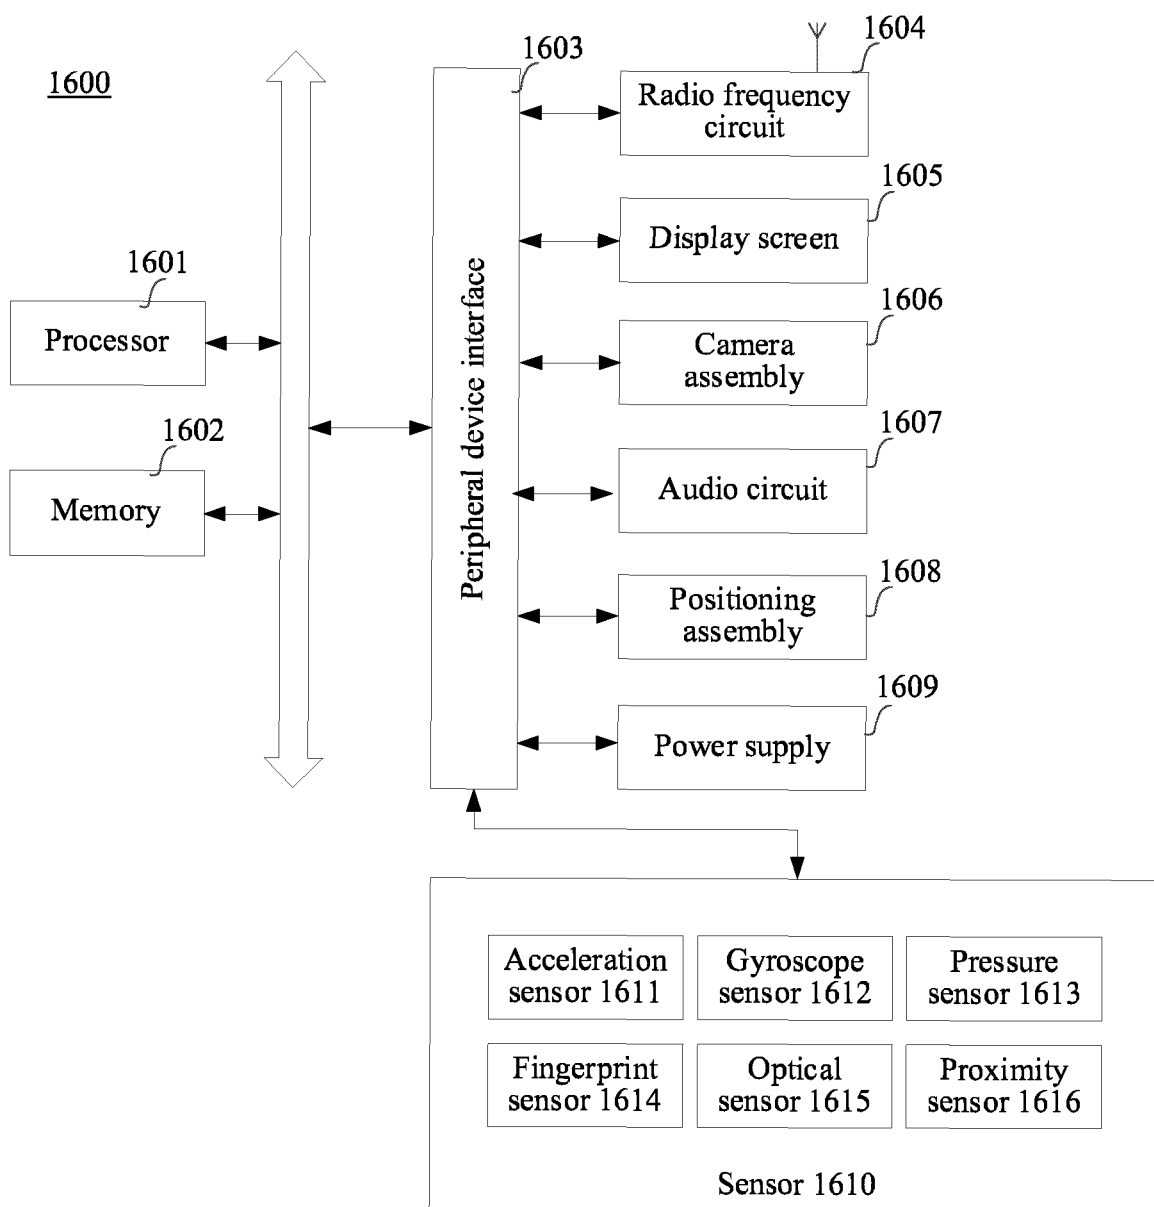 1600
1601
Processor
1602
Memory
1603
Peripheral device interface
1604
Radio frequency
circuit
1605
Display screen
1606
Camera
assembly
1607
Audio circuit
1608
Positioning
assembly
1609
Power supply
Acceleration
sensor 1611
Gyroscope
sensor 1612
Pressure
sensor 1613
Fingerprint
sensor 1614
Optical
sensor 1615
Proximity
sensor 1616
Sensor 1610